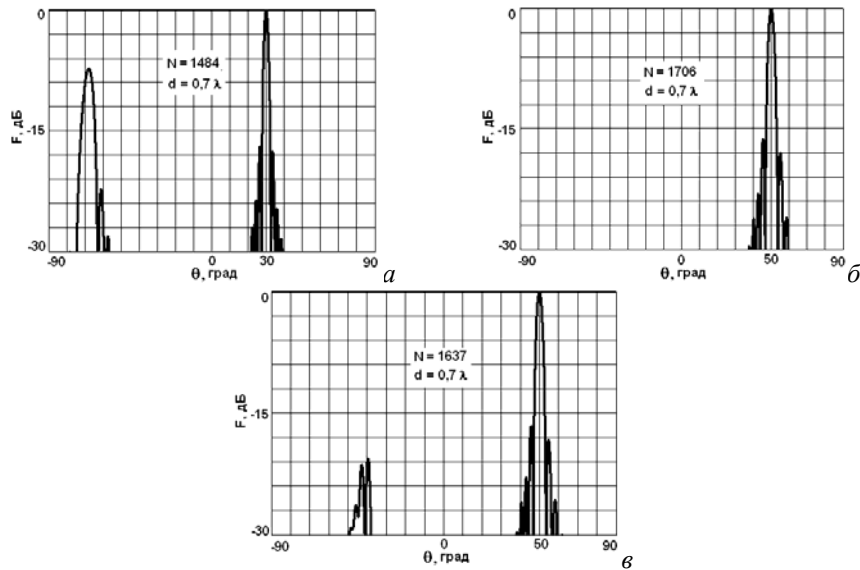 0
N = 1484
d = 0,7 λ
F, дБ
-15
-30
-90
0
30
90
θ, град
а
0
N = 1706
d = 0,7 λ
F, дБ
-15
-30
-90
0
50
90
θ, град
б
0
N = 1637
d = 0,7 λ
F, дБ
-15
-30
-90
0
50
90
θ, град
в